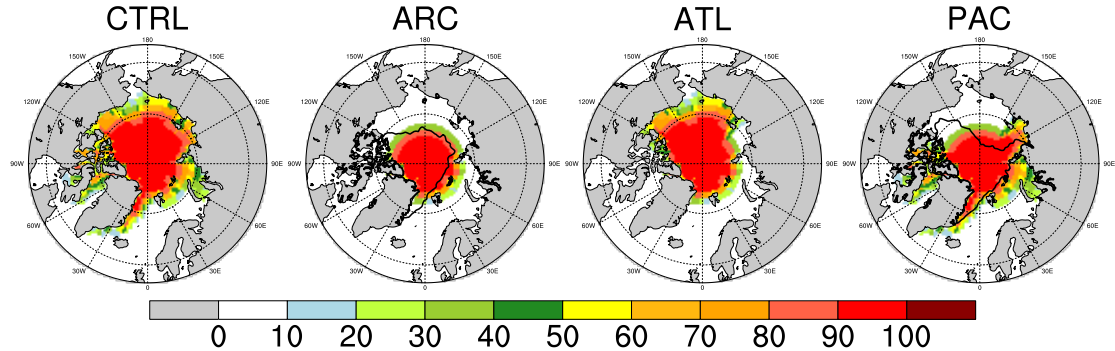 CTRL ARC ATL PAC
180 180 180 180
150W 150E 150W 150E 150W 150E 150W 150E
120W 120E 120W 120E 120W 120E 120W 120E
90W 90E 90W 90E 90W 90E 90W 90E
60W 60E 60W 60E 60W 60E 60W 60E
30W 30E 30W 30E 30W 30E 30W 30E
0 0 0 0
0 10 20 30 40 50 60 70 80 90 100